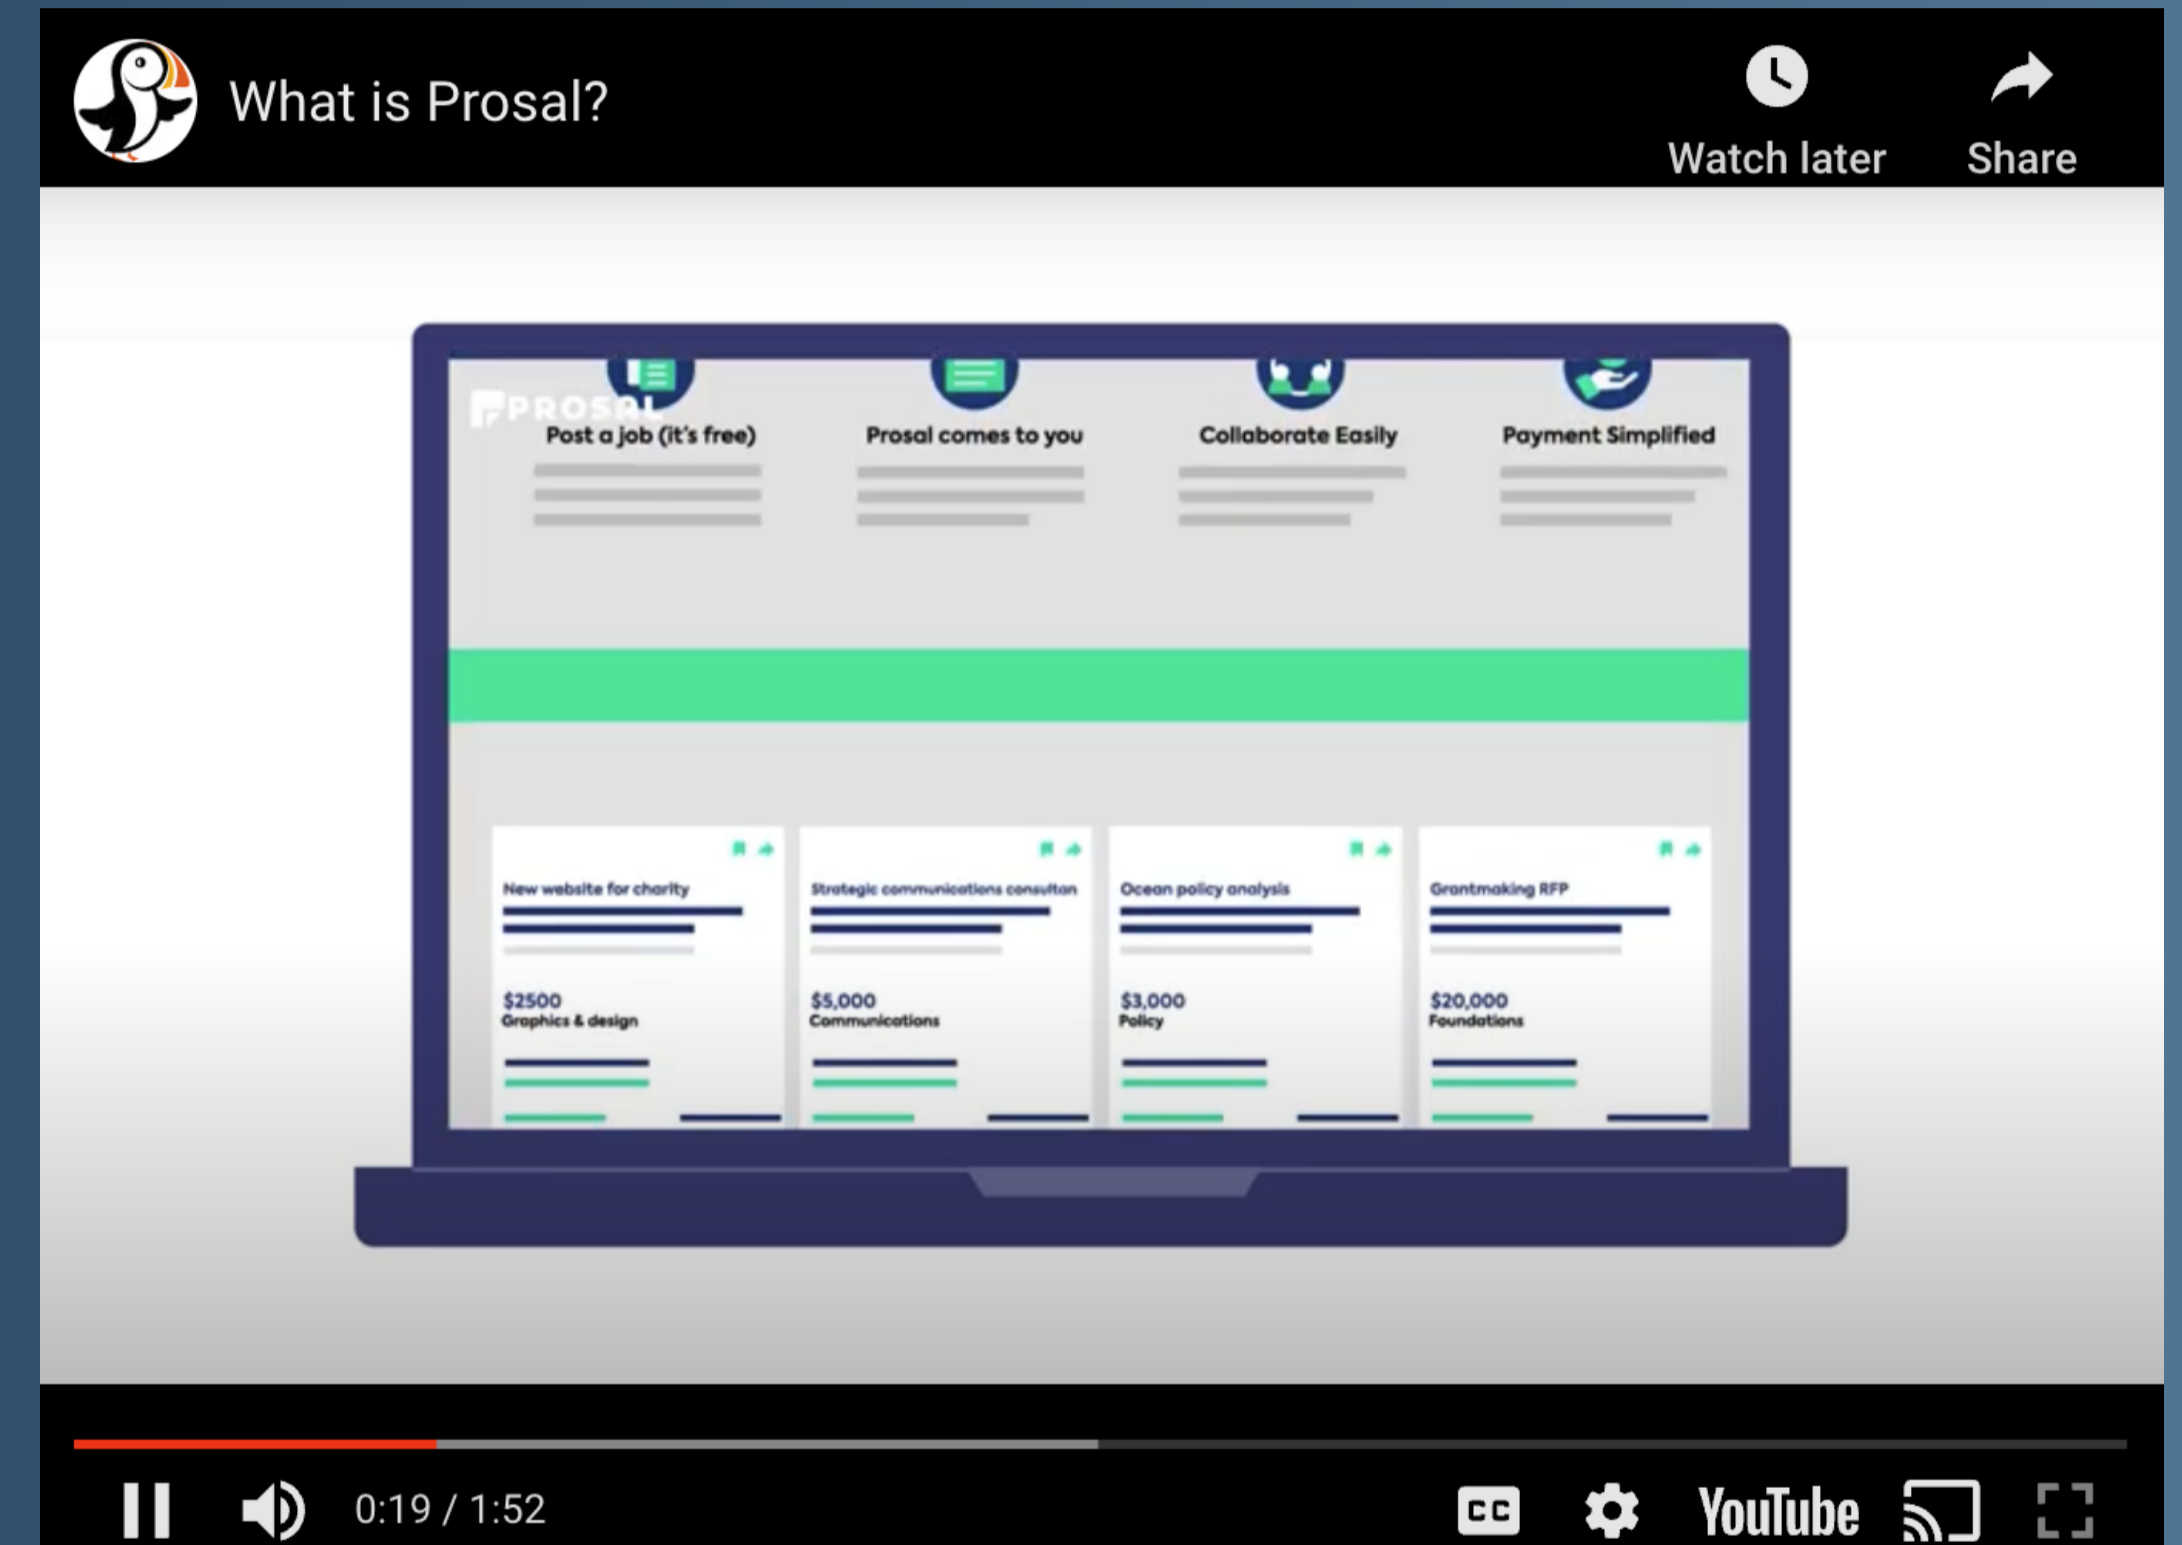 What is Prosal?
Watch later
Share
PROSAL
Post a job (it's free)
Prosal comes to you
Collaborate Easily
Payment Simplified
New website for charity
Strategic communications consultan
Ocean policy analysis
Grantmaking RFP
$2500
$5,000
$3,000
$20,000
Graphics & design
Communications
Policy
Foundations
0:19 / 1:52
CC
YouTube